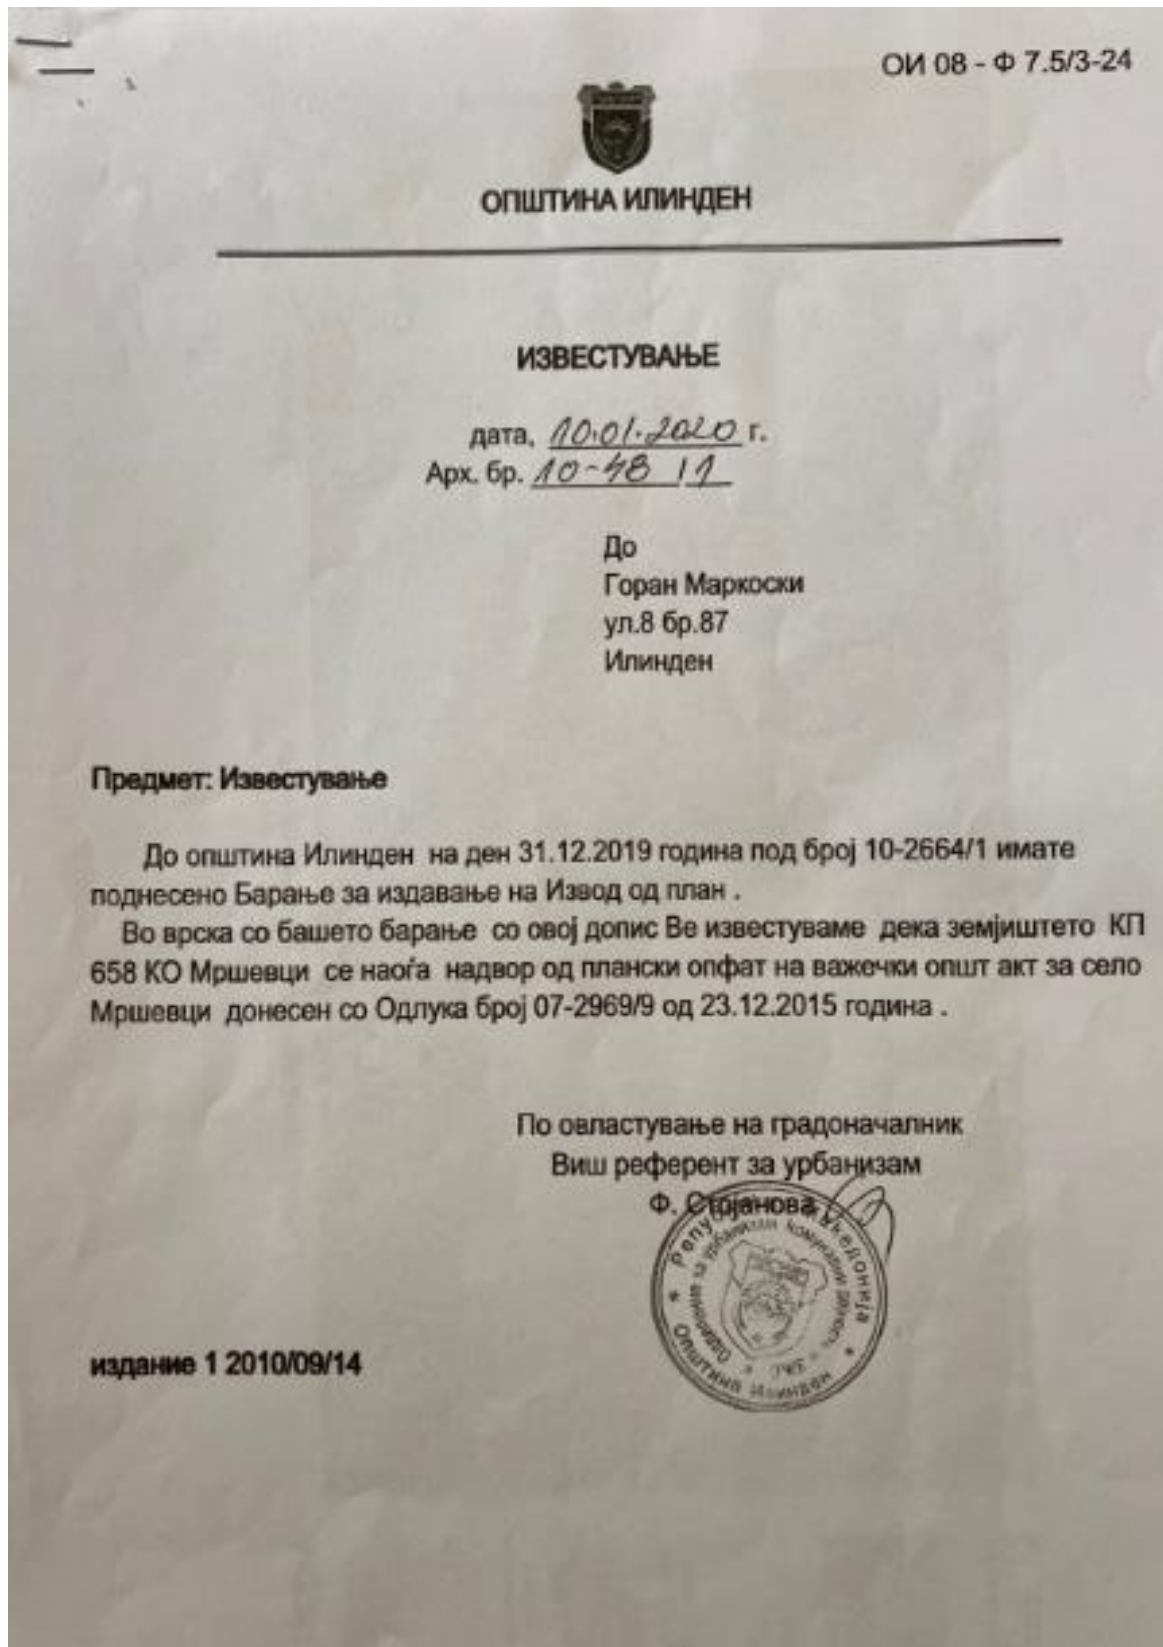 ОИ 08 - Ф 7.5/3-24
ОПШТИНА ИЛИНДЕН
ИЗВЕСТУВАЊЕ
дата, 10.01.2020 г.
Арх. бр. 10-48 /1
До
Горан Маркоски
ул.8 бр.87
Илинден
Предмет: Известување
До општина Илинден на ден 31.12.2019 година под број 10-2664/1 имате
поднесено Барање за издавање на Извод од план .
Во врска со башето барање со овој допис Ве известуваме дека земјиштето КП
658 КО Мршевци се наоѓа надвор од плански опфат на важечки општ акт за село
Мршевци донесен со Одлука број 07-2969/9 од 23.12.2015 година .
По овластување на градоначалник
Виш референт за урбанизам
Ф. Стојанова
Општина Илинден
издание 1 2010/09/14